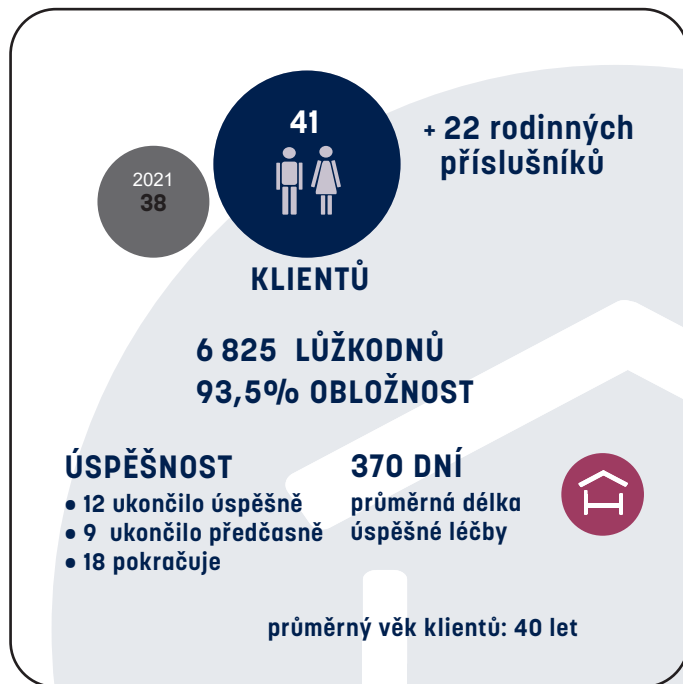 41
+ 22 rodinných
příslušníků
2021
38
KLIENTŮ
6 825 LŮŽKODNŮ
93,5% OBLOŽNOST
ÚSPĚŠNOST
• 12 ukončilo úspěšně
• 9 ukončilo předčasně
• 18 pokračuje
370 DNÍ
průměrná délka
úspěšné léčby
průměrný věk klientů: 40 let